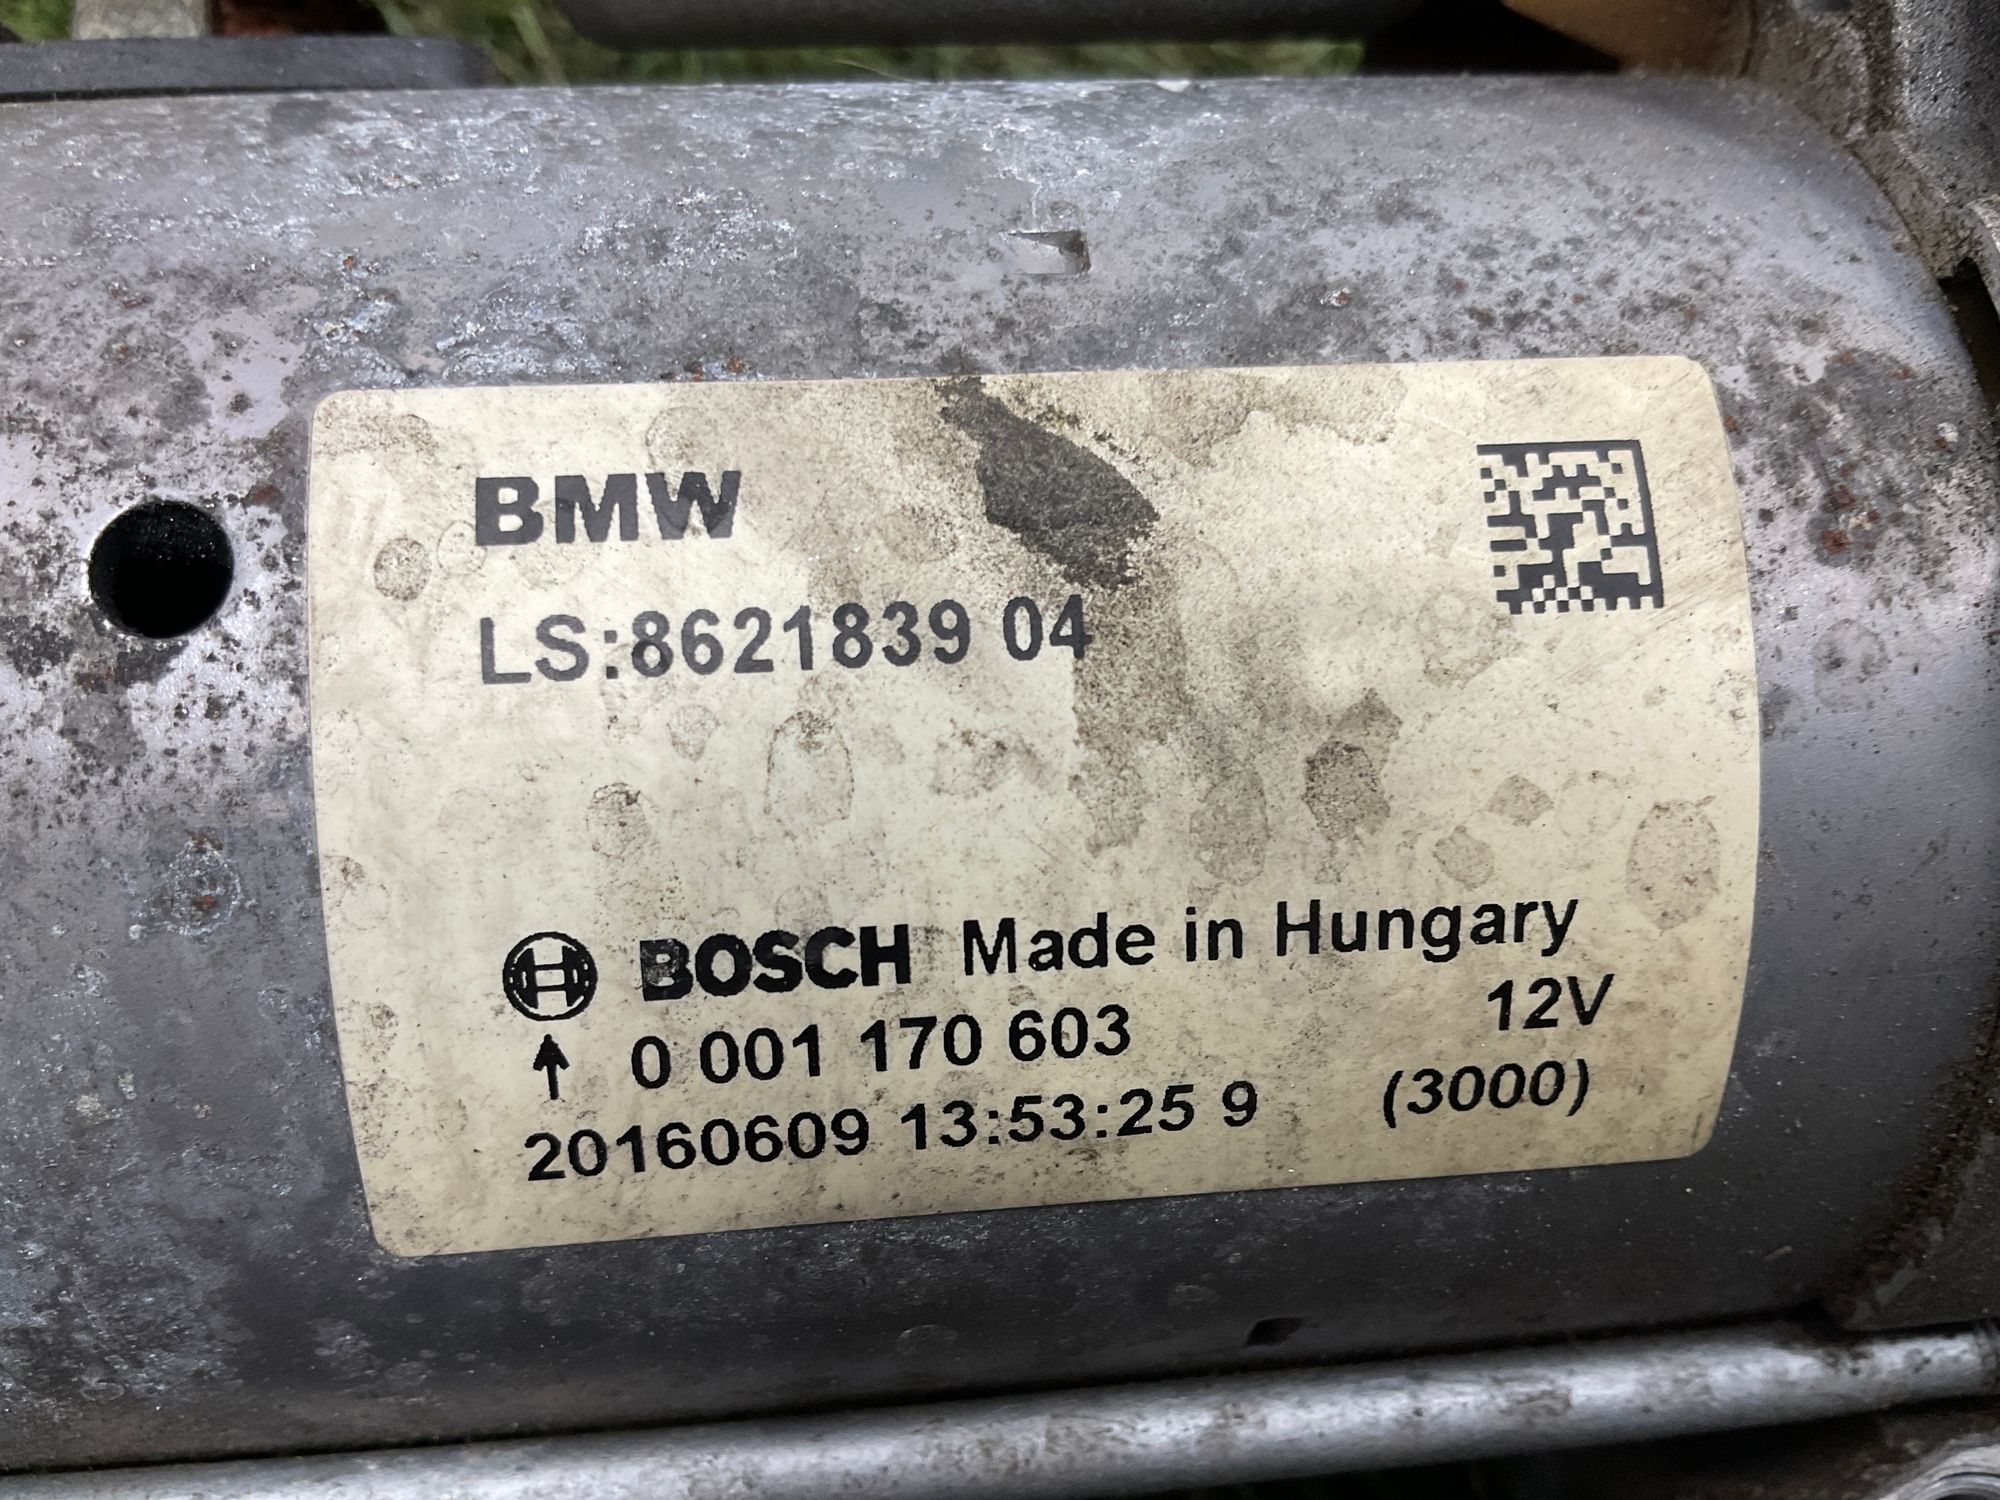 BMW
LS:8621839 04
BOSCH Made in Hungary
↑ 0 001 170 603 12V
20160609 13:53:25 9 (3000)